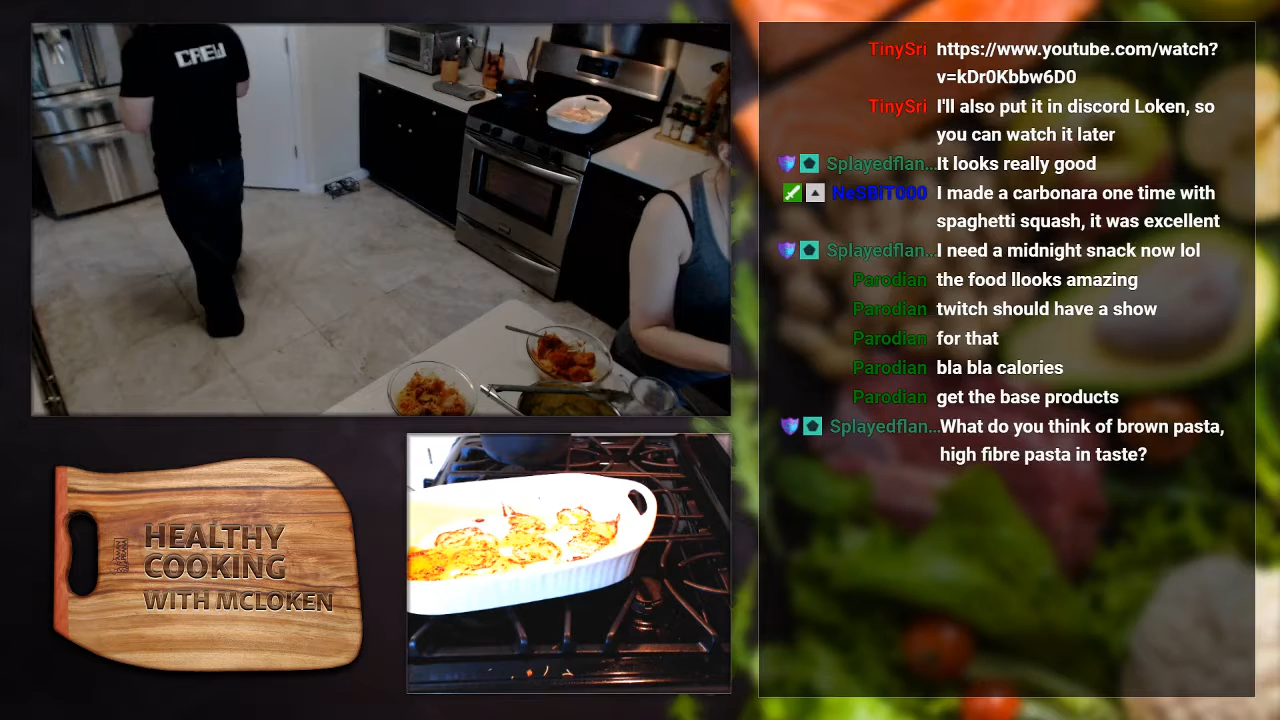 CREW
HEALTHY
COOKING
WITH MCLOKEN
TinySri https://www.youtube.com/watch?
v=kDr0Kbbw6D0
TinySri I'll also put it in discord Loken, so
you can watch it later
Splayedflan... It looks really good
NeSBiT000 I made a carbonara one time with
spaghetti squash, it was excellent
Splayedflan... I need a midnight snack now lol
Parodian the food llooks amazing
Parodian twitch should have a show
Parodian for that
Parodian bla bla calories
Parodian get the base products
Splayedflan... What do you think of brown pasta,
high fibre pasta in taste?